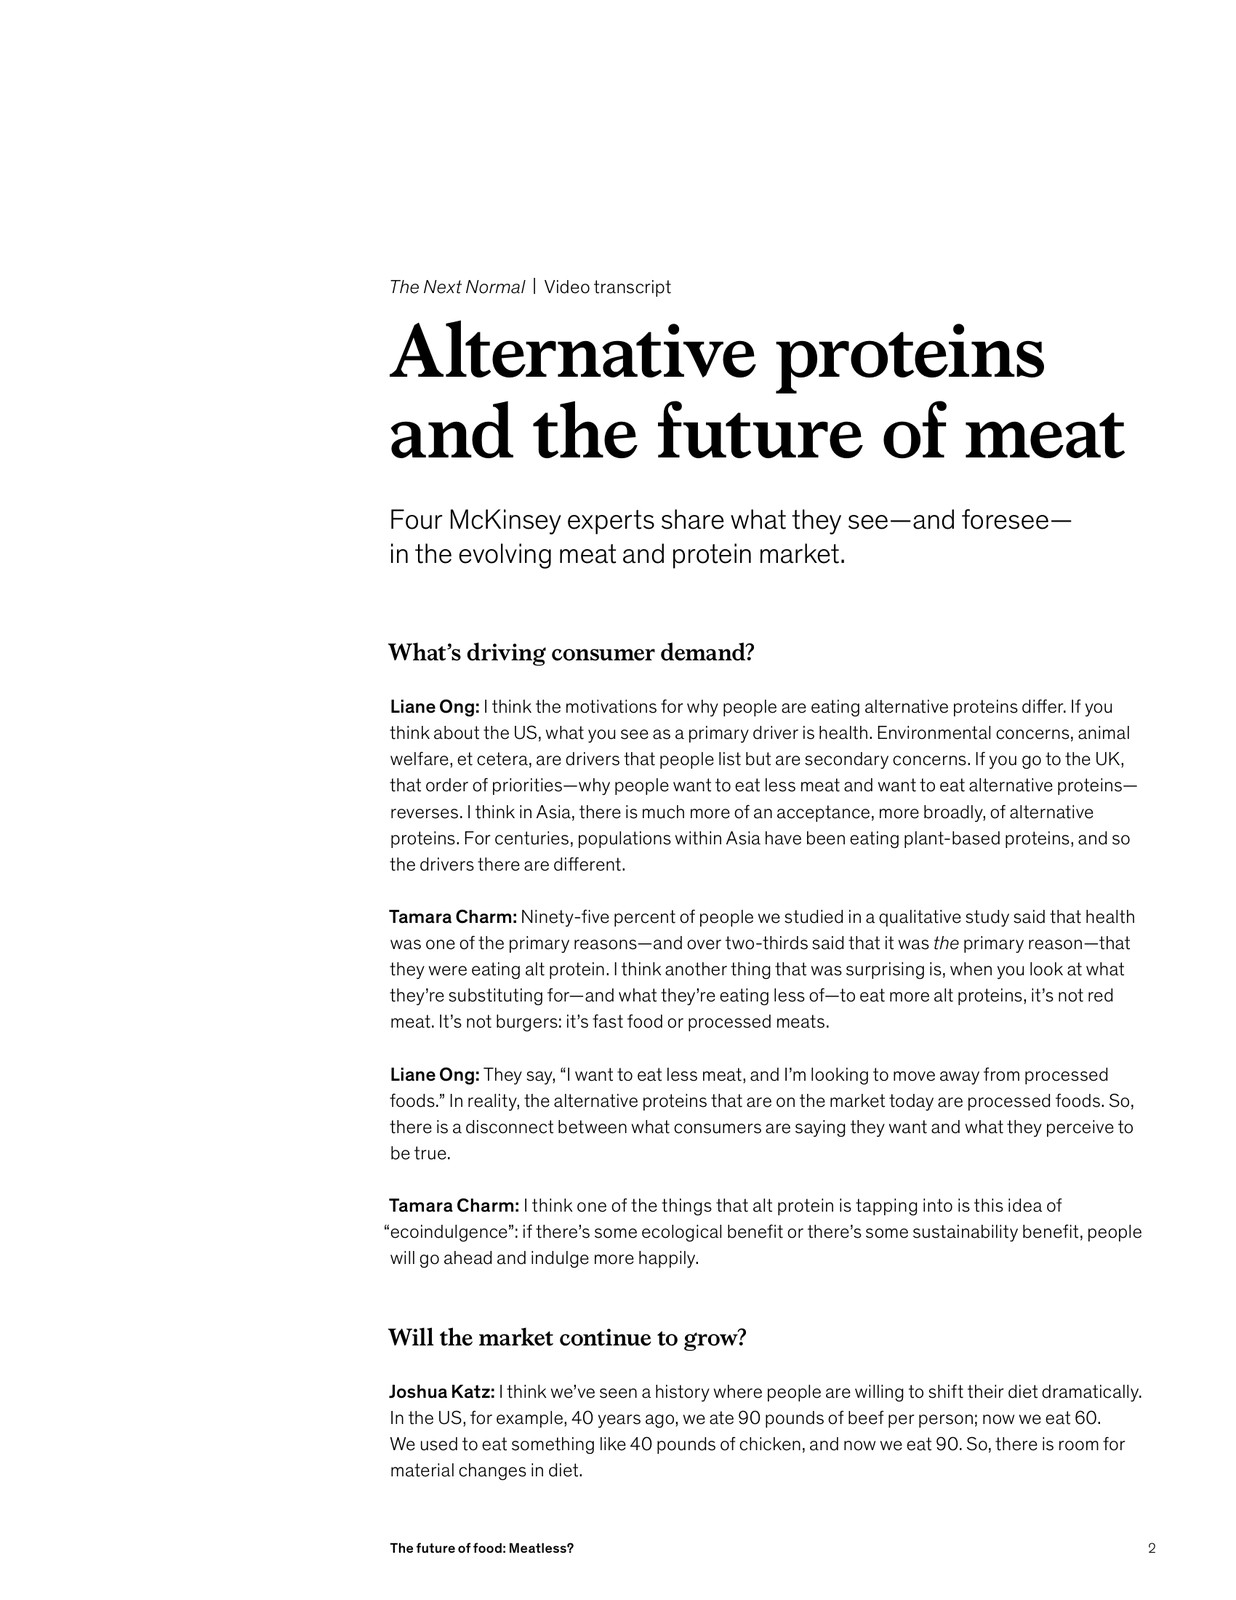 The Next Normal | Video transcript
Alternative proteins
and the future of meat
Four McKinsey experts share what they see—and foresee—
in the evolving meat and protein market.
What’s driving consumer demand?
Liane Ong: I think the motivations for why people are eating alternative proteins differ. If you
think about the US, what you see as a primary driver is health. Environmental concerns, animal
welfare, et cetera, are drivers that people list but are secondary concerns. If you go to the UK,
that order of priorities—why people want to eat less meat and want to eat alternative proteins—
reverses. I think in Asia, there is much more of an acceptance, more broadly, of alternative
proteins. For centuries, populations within Asia have been eating plant-based proteins, and so
the drivers there are different.
Tamara Charm: Ninety-five percent of people we studied in a qualitative study said that health
was one of the primary reasons—and over two-thirds said that it was the primary reason—that
they were eating alt protein. I think another thing that was surprising is, when you look at what
they’re substituting for—and what they’re eating less of—to eat more alt proteins, it’s not red
meat. It’s not burgers: it’s fast food or processed meats.
Liane Ong: They say, “I want to eat less meat, and I’m looking to move away from processed
foods.” In reality, the alternative proteins that are on the market today are processed foods. So,
there is a disconnect between what consumers are saying they want and what they perceive to
be true.
Tamara Charm: I think one of the things that alt protein is tapping into is this idea of
“ecoindulgence”: if there’s some ecological benefit or there’s some sustainability benefit, people
will go ahead and indulge more happily.
Will the market continue to grow?
Joshua Katz: I think we’ve seen a history where people are willing to shift their diet dramatically.
In the US, for example, 40 years ago, we ate 90 pounds of beef per person; now we eat 60.
We used to eat something like 40 pounds of chicken, and now we eat 90. So, there is room for
material changes in diet.
The future of food: Meatless?
2